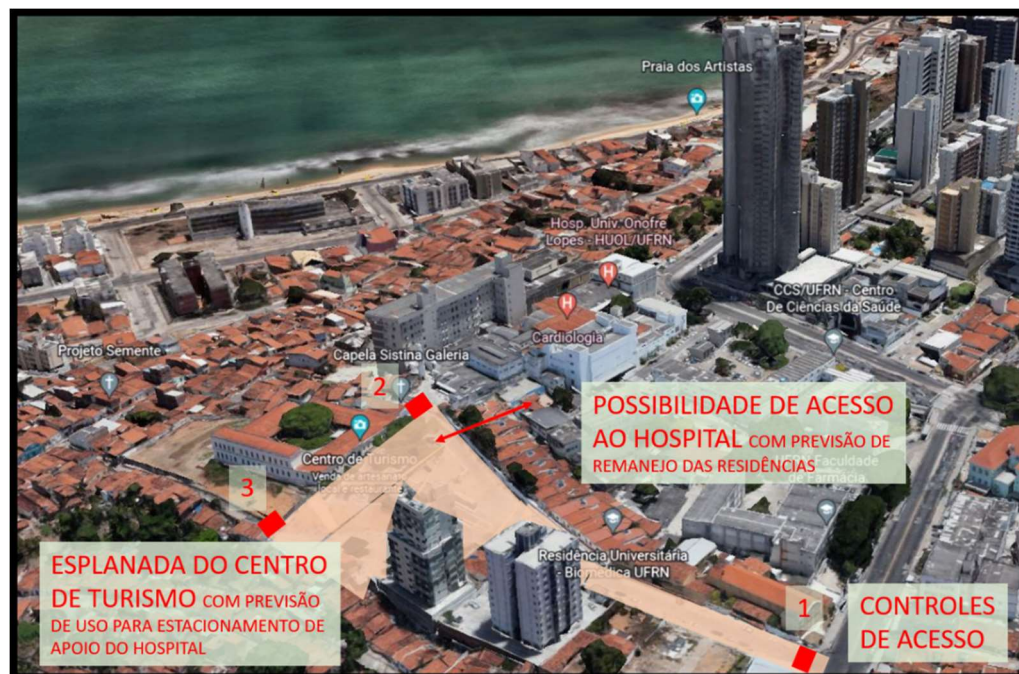 Praia dos Artistas
Hosp. Univ. Onofre
Lopes - HUOL/UFRN
CCS/UFRN - Centro
De Ciências da Saúde
Cardiologia
Projeto Semente
Capela Sistina Galeria
2
POSSIBILIDADE DE ACESSO
AO HOSPITAL COM PREVISÃO DE
REMANEJO DAS RESIDÊNCIAS
Faculdade
de Farmácia
Centro de Turismo
Venda de artesanato
3
Residência Universitária
- Biomédica UFRN
ESPLANADA DO CENTRO
DE TURISMO COM PREVISÃO
DE USO PARA ESTACIONAMENTO DE
APOIO DO HOSPITAL
1
CONTROLES
DE ACESSO